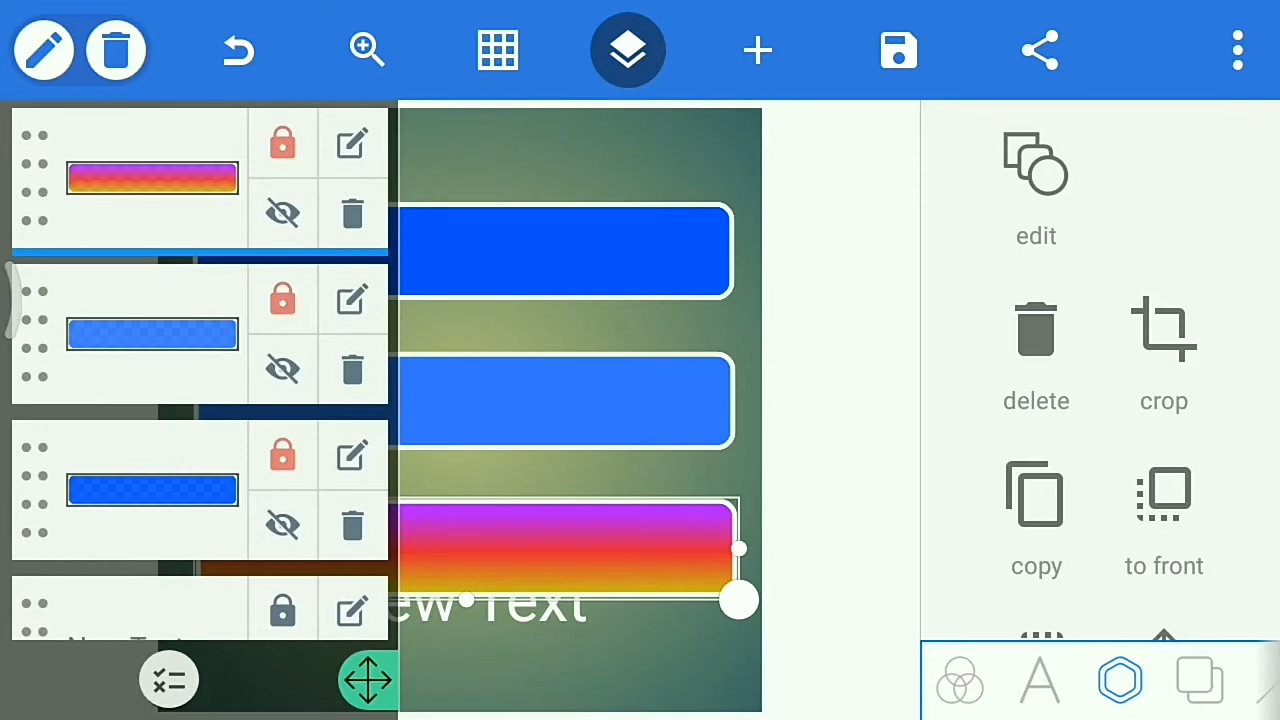 edit
delete
crop
copy
to front
ew Text